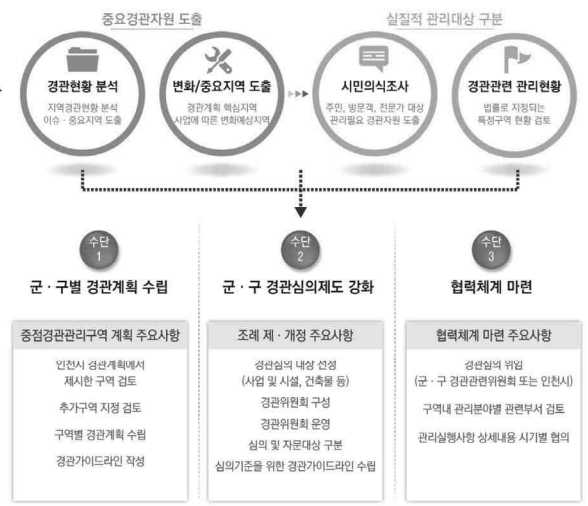 중요경관자원 도출
실질적 관리대상 구분
경관현황 분석
지역경관현황 분석
이슈·중요지역 도출
변화/중요지역 도출
경관계획 핵심지역
사업에 따른 변화예상지역
시민의식조사
주민, 방문객, 전문가 대상
관리필요 경관자원 도출
경관관련 관리현황
법률로 지정되는
특정구역 현황 검토
수단
1
군·구별 경관계획 수립
중점경관관리구역 계획 주요사항
인천시 경관계획에서
제시한 구역 검토
추가구역 지정 검토
구역별 경관계획 수립
경관가이드라인 작성
수단
2
군·구 경관심의제도 강화
조례 제·개정 주요사항
경관심의 대상 선정
(사업 및 시설, 건축물 등)
경관위원회 구성
경관위원회 운영
심의 및 자문대상 구분
심의기준을 위한 경관가이드라인 수립
수단
3
협력체계 마련
협력체계 마련 주요사항
경관심의 위임
(군·구 경관관련위원회 또는 인천시)
구역내 관리분야별 관련부서 검토
관리실행사항 상세내용 시기별 협의